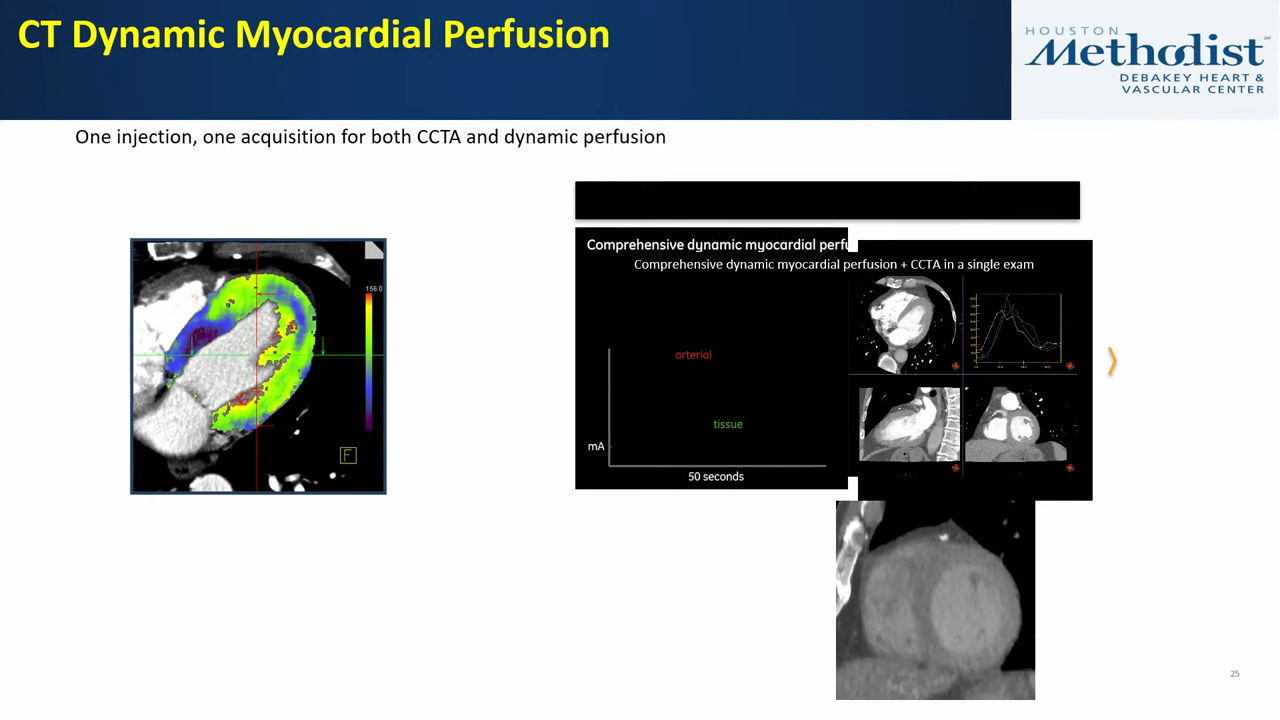 CT Dynamic Myocardial Perfusion
HOUSTON
Methodist
DEBAKEY HEART &
VASCULAR CENTER
One injection, one acquisition for both CCTA and dynamic perfusion
156.0
F
Comprehensive dynamic myocardial perfu
Comprehensive dynamic myocardial perfusion + CCTA in a single exam
arterial
tissue
mA
50 seconds
25